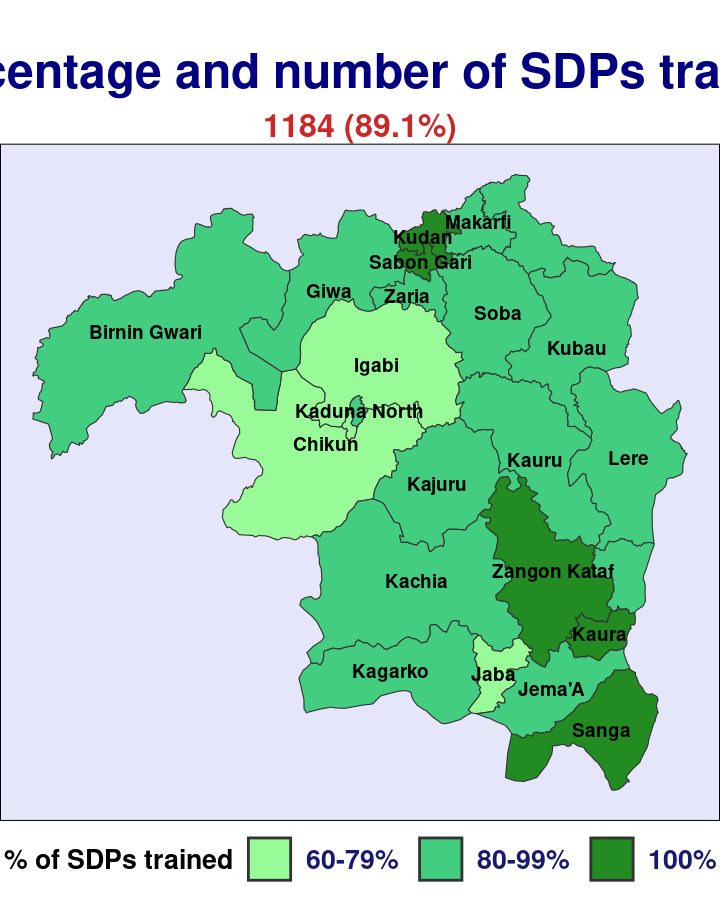 centage and number of SDPs tra
1184 (89.1%)
Makarfi
Kudan
Sabon Gari
Giwa
Zaria
Soba
Birnin Gwari
Kubau
Igabi
Kaduna North
Chikun
Kauru
Lere
Kajuru
Zangon Kataf
Kachia
Kaura
Kagarko
Jaba
Jema'A
Sanga
% of SDPs trained
60-79%
80-99%
100%